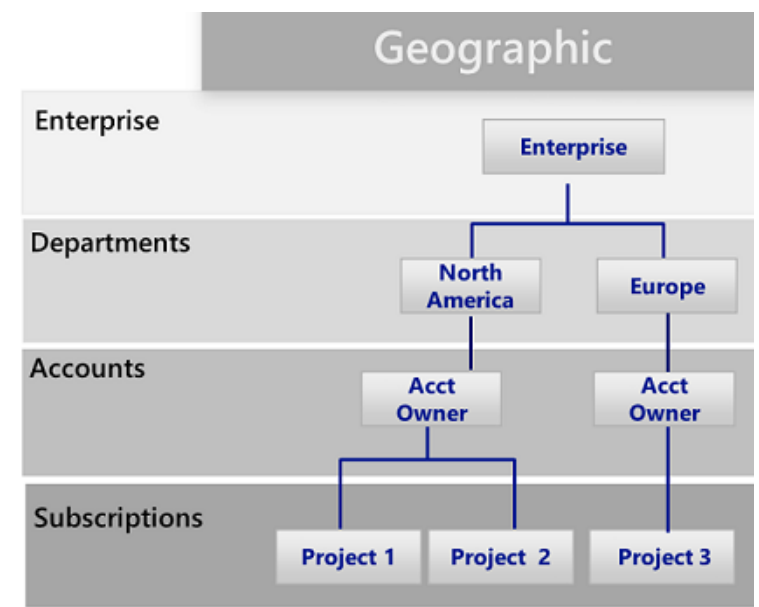 Geographic
Enterprise
Enterprise
Departments
North
America
Europe
Accounts
Acct
Owner
Acct
Owner
Subscriptions
Project 1
Project 2
Project 3